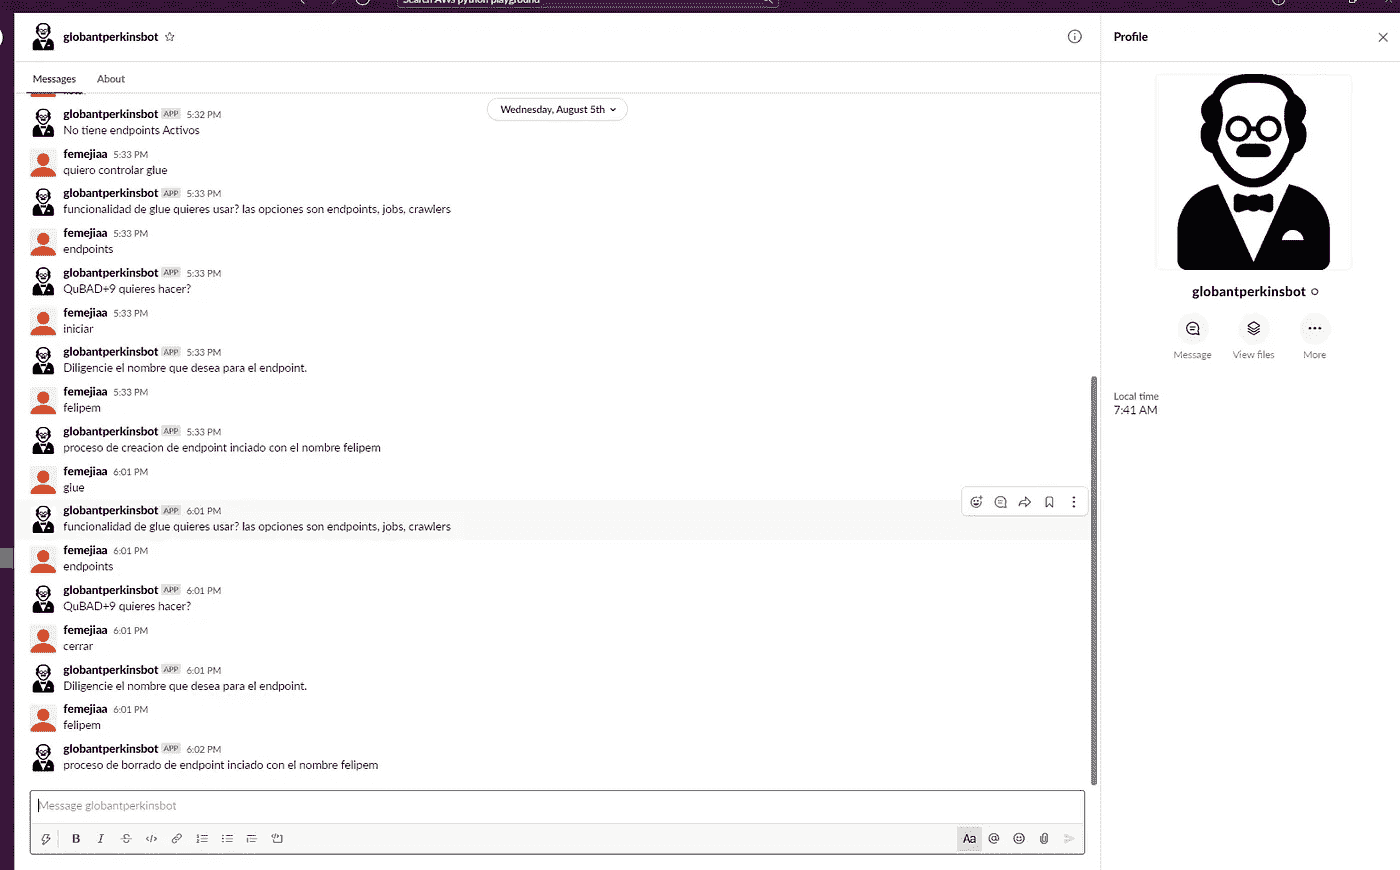 Search AWS python playground
globantperkinsbot
Messages About
Wednesday, August 5th
globantperkinsbot APP 5:32 PM
No tiene endpoints Activos
femejiaa 5:33 PM
quiero controlar glue
globantperkinsbot APP 5:33 PM
funcionalidad de glue quieres usar? las opciones son endpoints, jobs, crawlers
femejiaa 5:33 PM
endpoints
globantperkinsbot APP 5:33 PM
QuBAD+9 quieres hacer?
femejiaa 5:33 PM
iniciar
globantperkinsbot APP 5:33 PM
Diligencie el nombre que desea para el endpoint.
femejiaa 5:33 PM
felipem
globantperkinsbot APP 5:33 PM
proceso de creacion de endpoint inciado con el nombre felipem
femejiaa 6:01 PM
glue
globantperkinsbot APP 6:01 PM
funcionalidad de glue quieres usar? las opciones son endpoints, jobs, crawlers
femejiaa 6:01 PM
endpoints
globantperkinsbot APP 6:01 PM
QuBAD+9 quieres hacer?
femejiaa 6:01 PM
cerrar
globantperkinsbot APP 6:01 PM
Diligencie el nombre que desea para el endpoint.
femejiaa 6:01 PM
felipem
globantperkinsbot APP 6:02 PM
proceso de borrado de endpoint inciado con el nombre felipem
Message globantperkinsbot
B I S Aa @
Profile
globantperkinsbot
Message View files More
Local time
7:41 AM